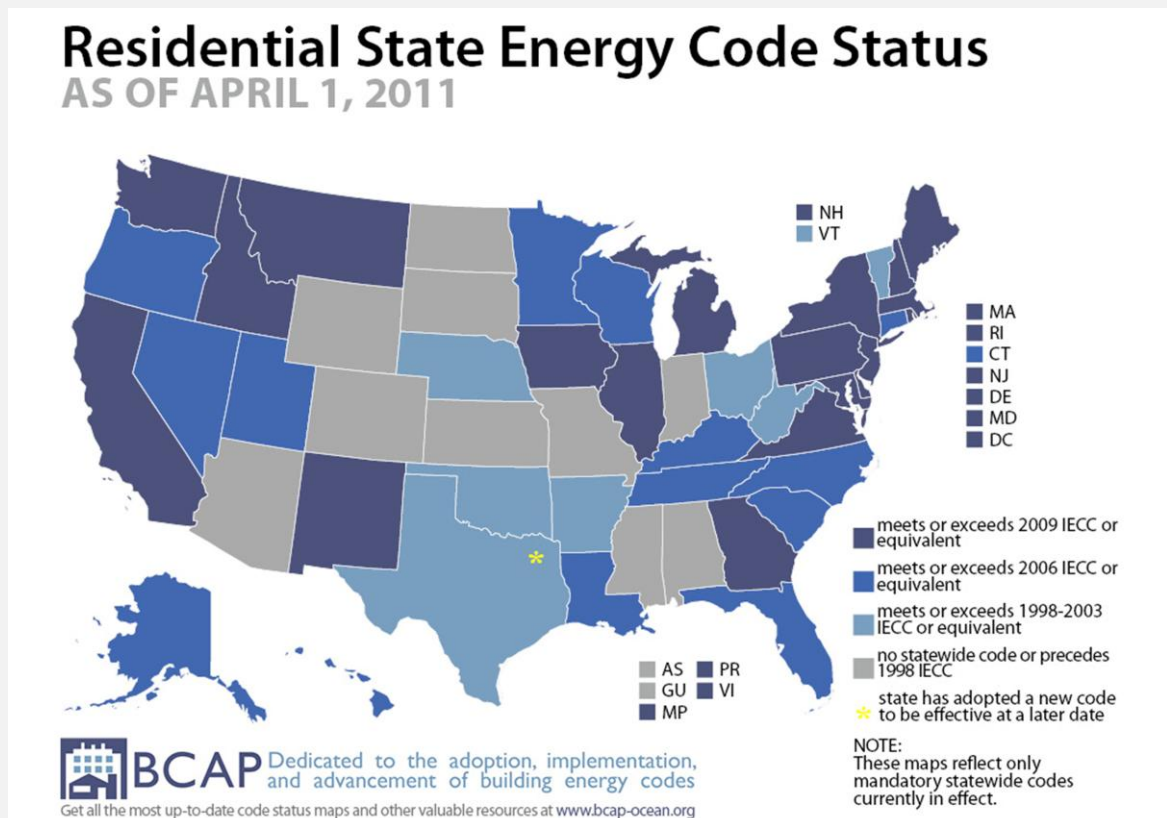 Residential State Energy Code Status
AS OF APRIL 1, 2011
NH
VT
MA
RI
CT
NJ
DE
MD
DC
meets or exceeds 2009 IECC or
equivalent
meets or exceeds 2006 IECC or
equivalent
meets or exceeds 1998-2003
IECC or equivalent
no statewide code or precedes
1998 IECC
* state has adopted a new code
to be effective at a later date
*
AS PR
GU VI
MP
NOTE:
These maps reflect only
mandatory statewide codes
currently in effect.
BCAP Dedicated to the adoption, implementation,
and advancement of building energy codes
Get all the most up-to-date code status maps and other valuable resources at www.bcap-ocean.org